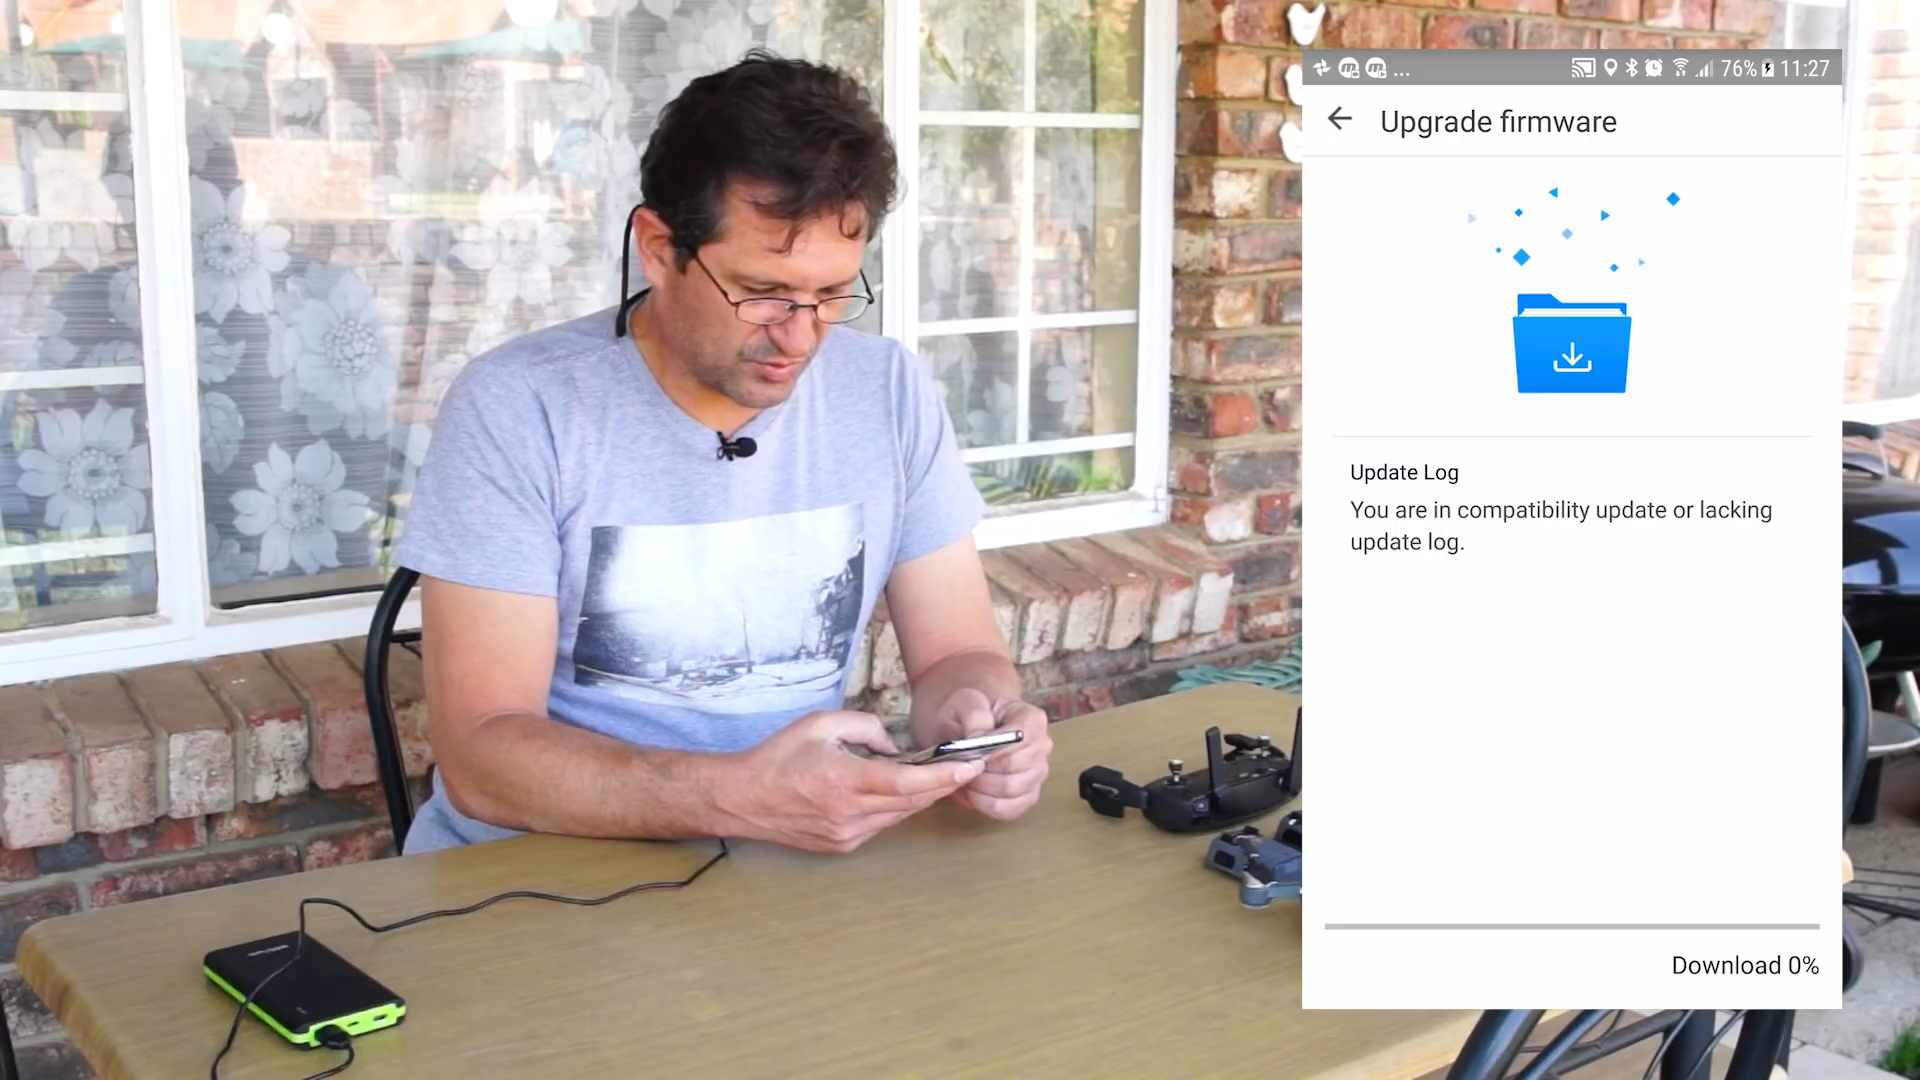 ... 76% 11:27
Upgrade firmware
Update Log
You are in compatibility update or lacking
update log.
Download 0%